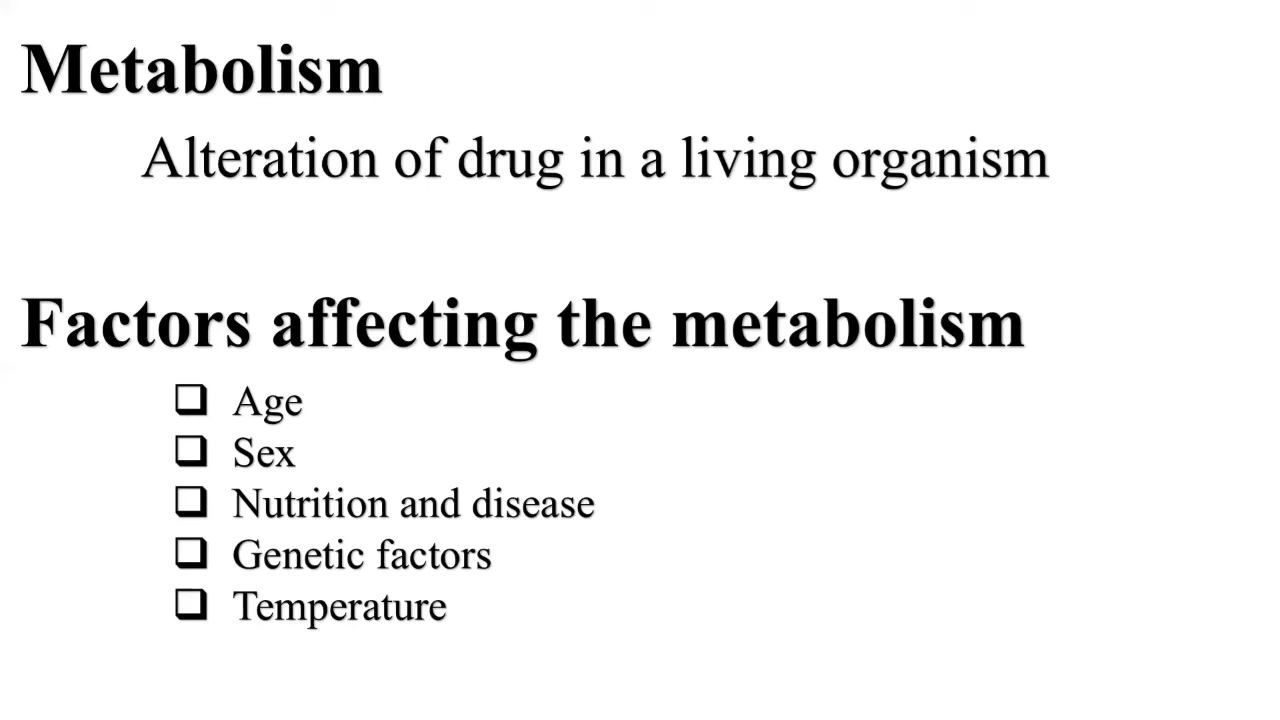 Metabolism
Alteration of drug in a living organism
Factors affecting the metabolism
❑ Age
❑ Sex
❑ Nutrition and disease
❑ Genetic factors
❑ Temperature